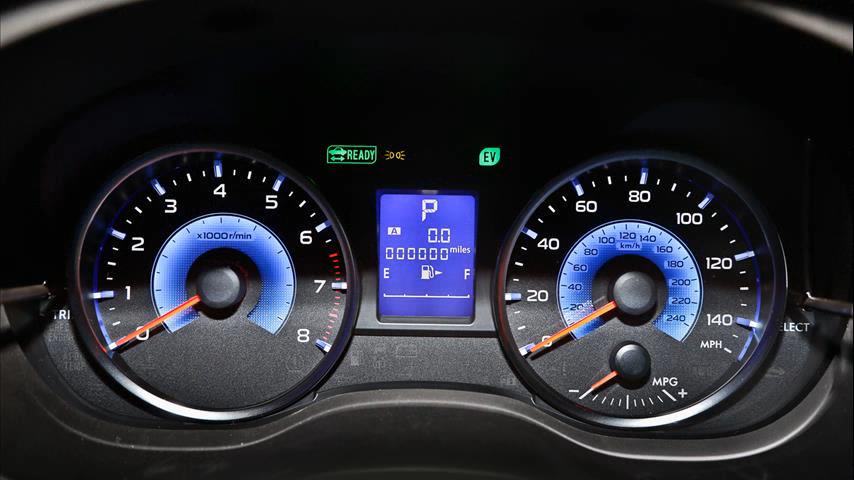 READY
EV
0
1
2
3
4
5
6
7
8
x1000r/min
P
A 0.0
000000 miles
E F
0
20
40
60
80
100
120
140
MPH
20
40
60
80
100
120
140
160
180
200
220
240
km/h
- MPG +
TRI
ELECT